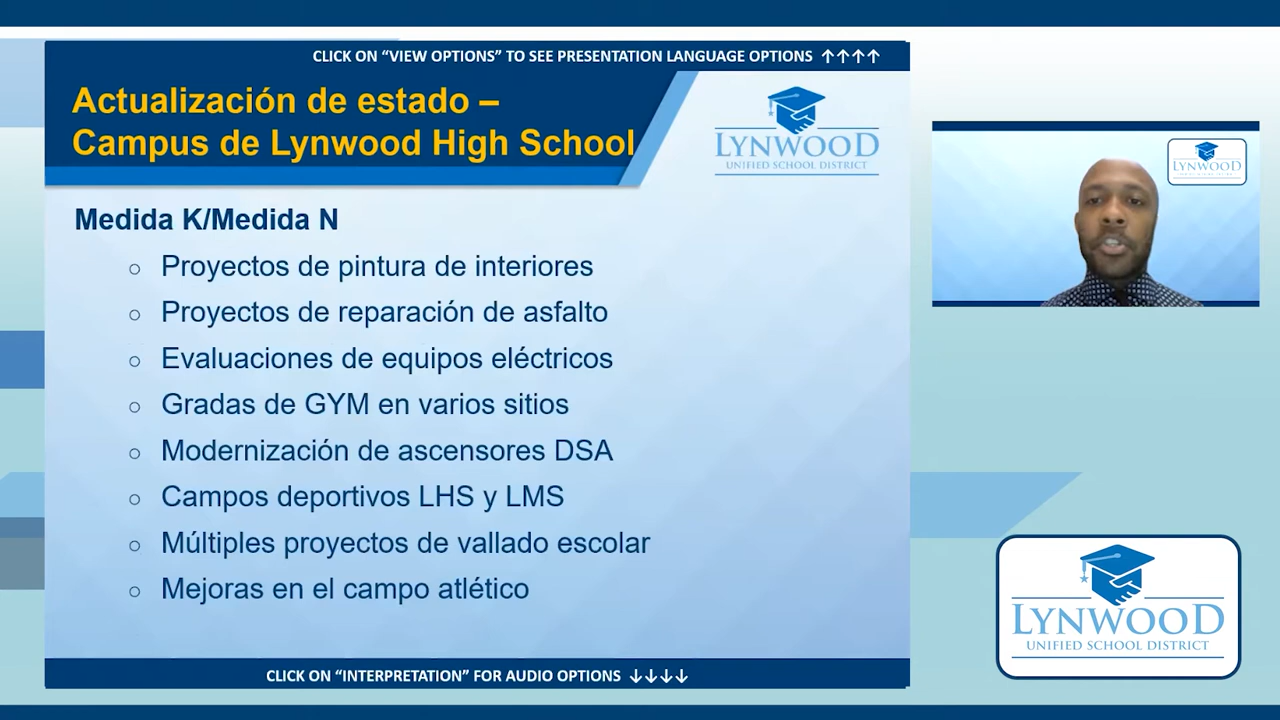 CLICK ON “VIEW OPTIONS” TO SEE PRESENTATION LANGUAGE OPTIONS ↑↑↑↑
Actualización de estado –
Campus de Lynwood High School
LYNWOOD
UNIFIED SCHOOL DISTRICT
Medida K/Medida N
○ Proyectos de pintura de interiores
○ Proyectos de reparación de asfalto
○ Evaluaciones de equipos eléctricos
○ Gradas de GYM en varios sitios
○ Modernización de ascensores DSA
○ Campos deportivos LHS y LMS
○ Múltiples proyectos de vallado escolar
○ Mejoras en el campo atlético
CLICK ON “INTERPRETATION” FOR AUDIO OPTIONS ↓↓↓↓
LYNWOOD
LYNWOOD
UNIFIED SCHOOL DISTRICT